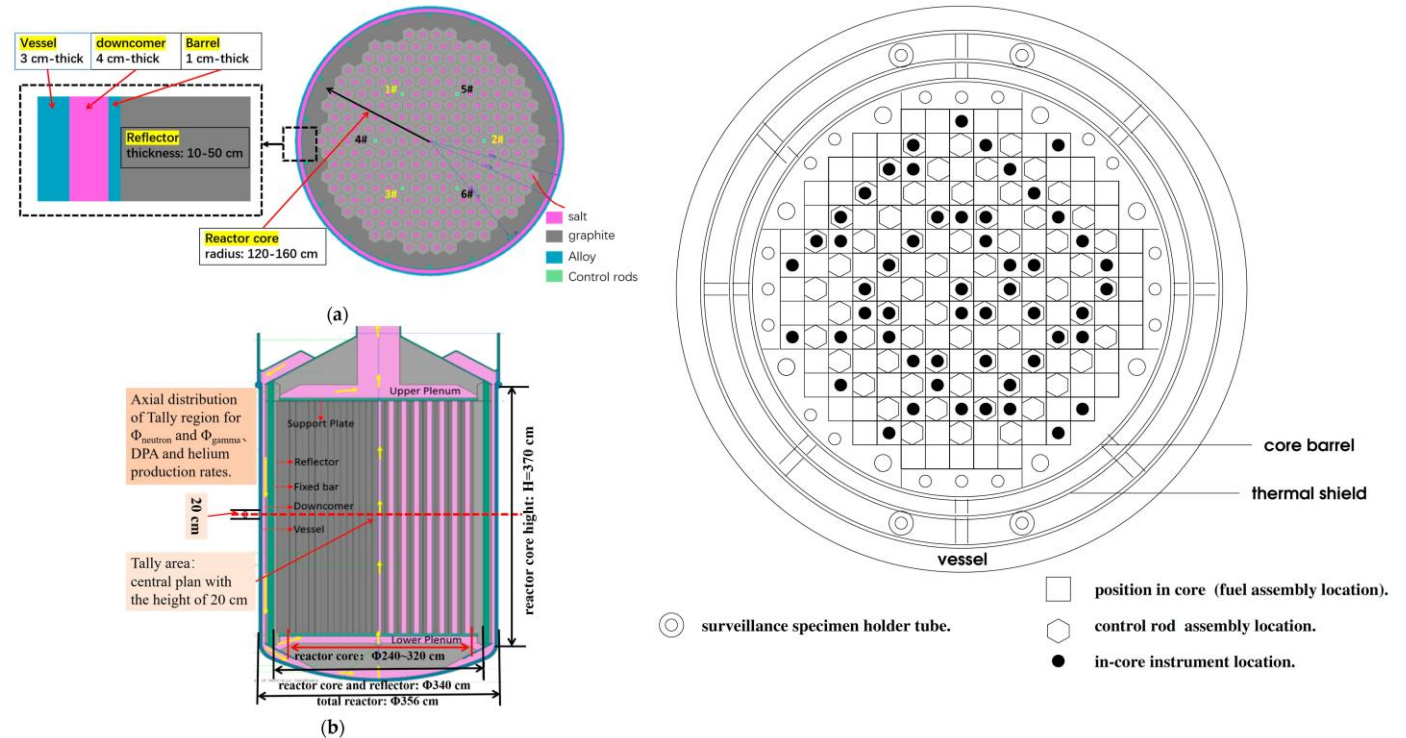 Vessel
3 cm-thick
downcomer
4 cm-thick
Barrel
1 cm-thick
Reflector
thickness: 10-50 cm
Reactor core
radius: 120-160 cm
1#
5#
4#
2#
3#
6#
salt
graphite
Alloy
Control rods
(a)
Axial distribution
of Tally region for
Φneutron and Φgamma、
DPA and helium
production rates.
20 cm
Tally area:
central plan with
the height of 20 cm
Upper Plenum
Support Plate
Reflector
Fixed bar
Downcomer
Vessel
Lower Plenum
reactor core hight: H=370 cm
reactor core: Φ240~320 cm
reactor core and reflector: Φ340 cm
total reactor: Φ356 cm
(b)
core barrel
thermal shield
vessel
position in core (fuel assembly location).
surveillance specimen holder tube.
control rod assembly location.
in-core instrument location.